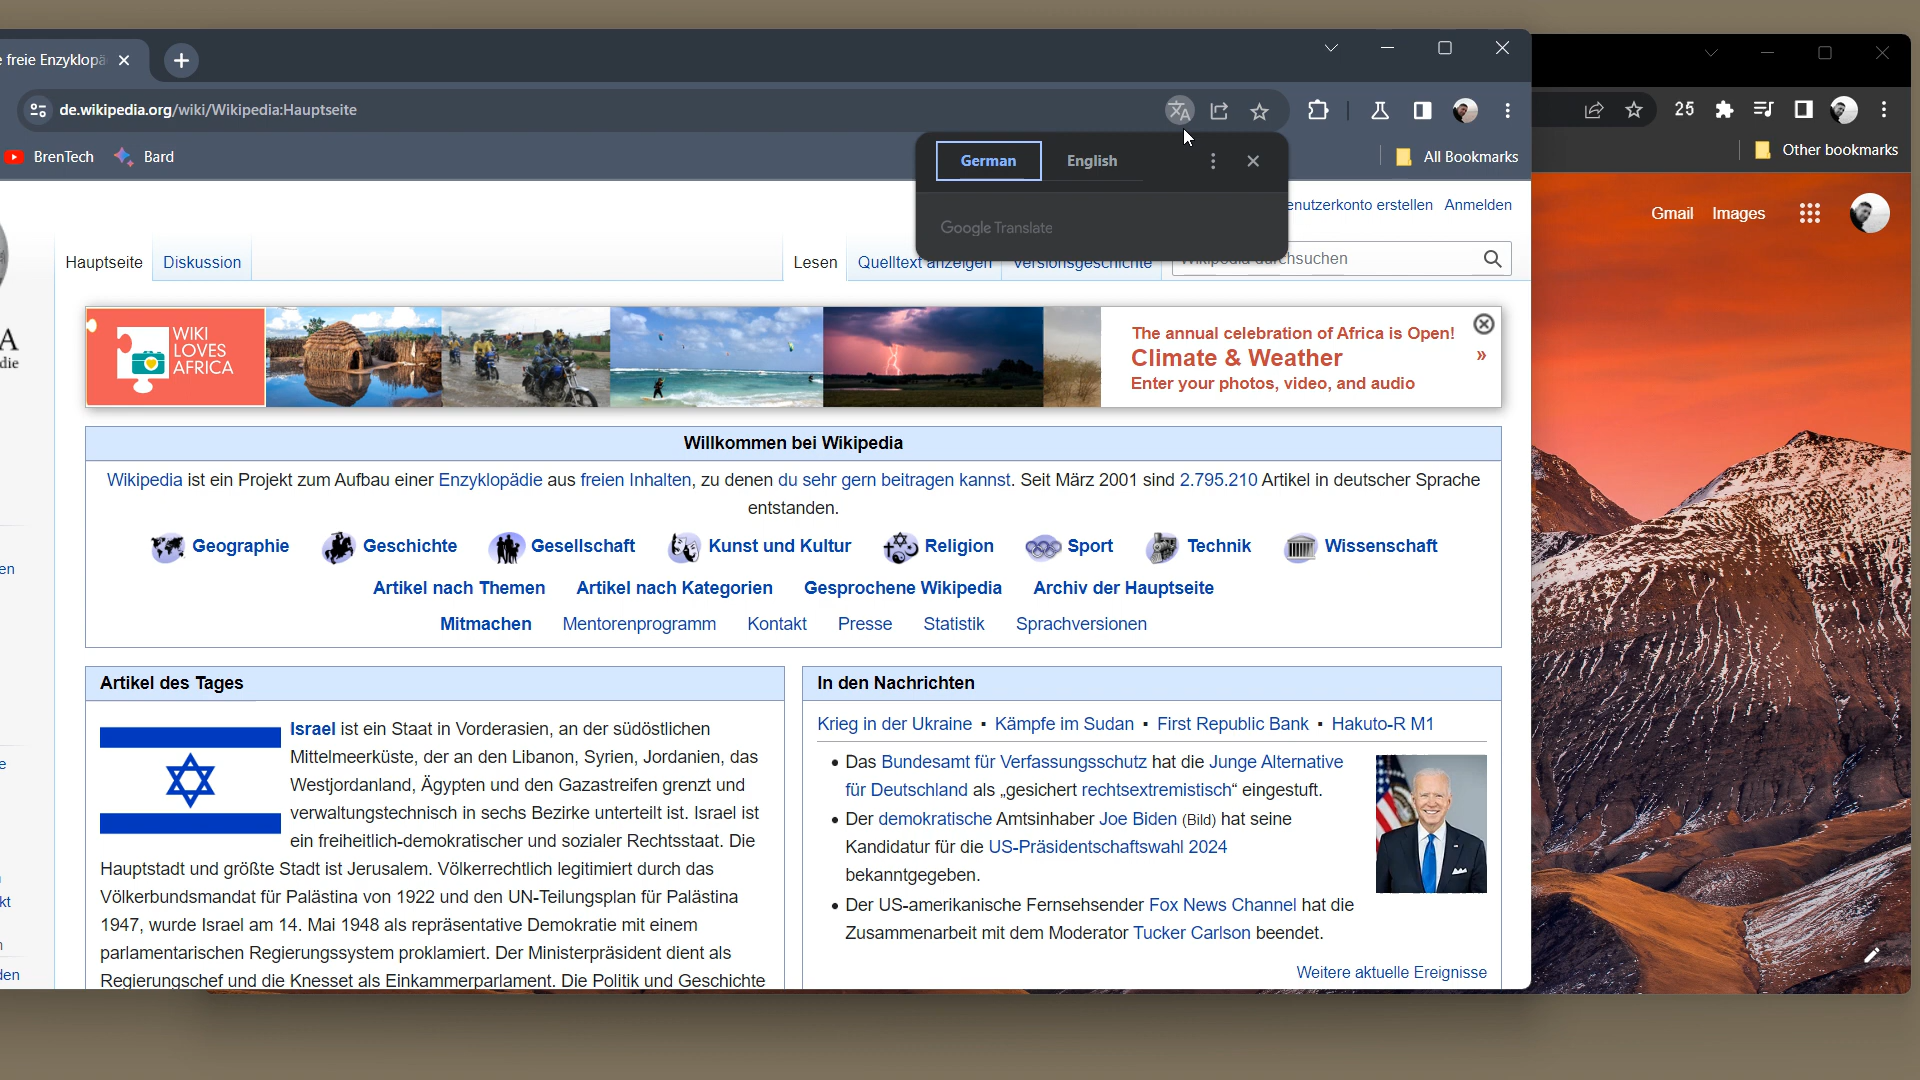 e freie Enzyklopä
de.wikipedia.org/wiki/Wikipedia:Hauptseite
25
BrenTech
Bard
All Bookmarks
Other bookmarks
German
English
Google Translate
enutzerkonto erstellen
Anmelden
Gmail
Images
Hauptseite
Diskussion
Lesen
Quelltext anzeigen
Versionsgeschichte
Wikipedia durchsuchen
A
die
WIKI
LOVES
AFRICA
The annual celebration of Africa is Open!
Climate & Weather
»
Enter your photos, video, and audio
Willkommen bei Wikipedia
Wikipedia ist ein Projekt zum Aufbau einer Enzyklopädie aus freien Inhalten, zu denen du sehr gern beitragen kannst. Seit März 2001 sind 2.795.210 Artikel in deutscher Sprache
entstanden.
Geographie
Geschichte
Gesellschaft
Kunst und Kultur
Religion
Sport
Technik
Wissenschaft
Artikel nach Themen
Artikel nach Kategorien
Gesprochene Wikipedia
Archiv der Hauptseite
Mitmachen
Mentorenprogramm
Kontakt
Presse
Statistik
Sprachversionen
en
e
kt
n
den
Artikel des Tages
Israel ist ein Staat in Vorderasien, an der südöstlichen
Mittelmeerküste, der an den Libanon, Syrien, Jordanien, das
Westjordanland, Ägypten und den Gazastreifen grenzt und
verwaltungstechnisch in sechs Bezirke unterteilt ist. Israel ist
ein freiheitlich-demokratischer und sozialer Rechtsstaat. Die
Hauptstadt und größte Stadt ist Jerusalem. Völkerrechtlich legitimiert durch das
Völkerbundsmandat für Palästina von 1922 und den UN-Teilungsplan für Palästina
1947, wurde Israel am 14. Mai 1948 als repräsentative Demokratie mit einem
parlamentarischen Regierungssystem proklamiert. Der Ministerpräsident dient als
Regierungschef und die Knesset als Einkammerparlament. Die Politik und Geschichte
In den Nachrichten
Krieg in der Ukraine ▪ Kämpfe im Sudan ▪ First Republic Bank ▪ Hakuto-R M1
• Das Bundesamt für Verfassungsschutz hat die Junge Alternative
für Deutschland als „gesichert rechtsextremistisch“ eingestuft.
• Der demokratische Amtsinhaber Joe Biden (Bild) hat seine
Kandidatur für die US-Präsidentschaftswahl 2024
bekanntgegeben.
• Der US-amerikanische Fernsehsender Fox News Channel hat die
Zusammenarbeit mit dem Moderator Tucker Carlson beendet.
Weitere aktuelle Ereignisse